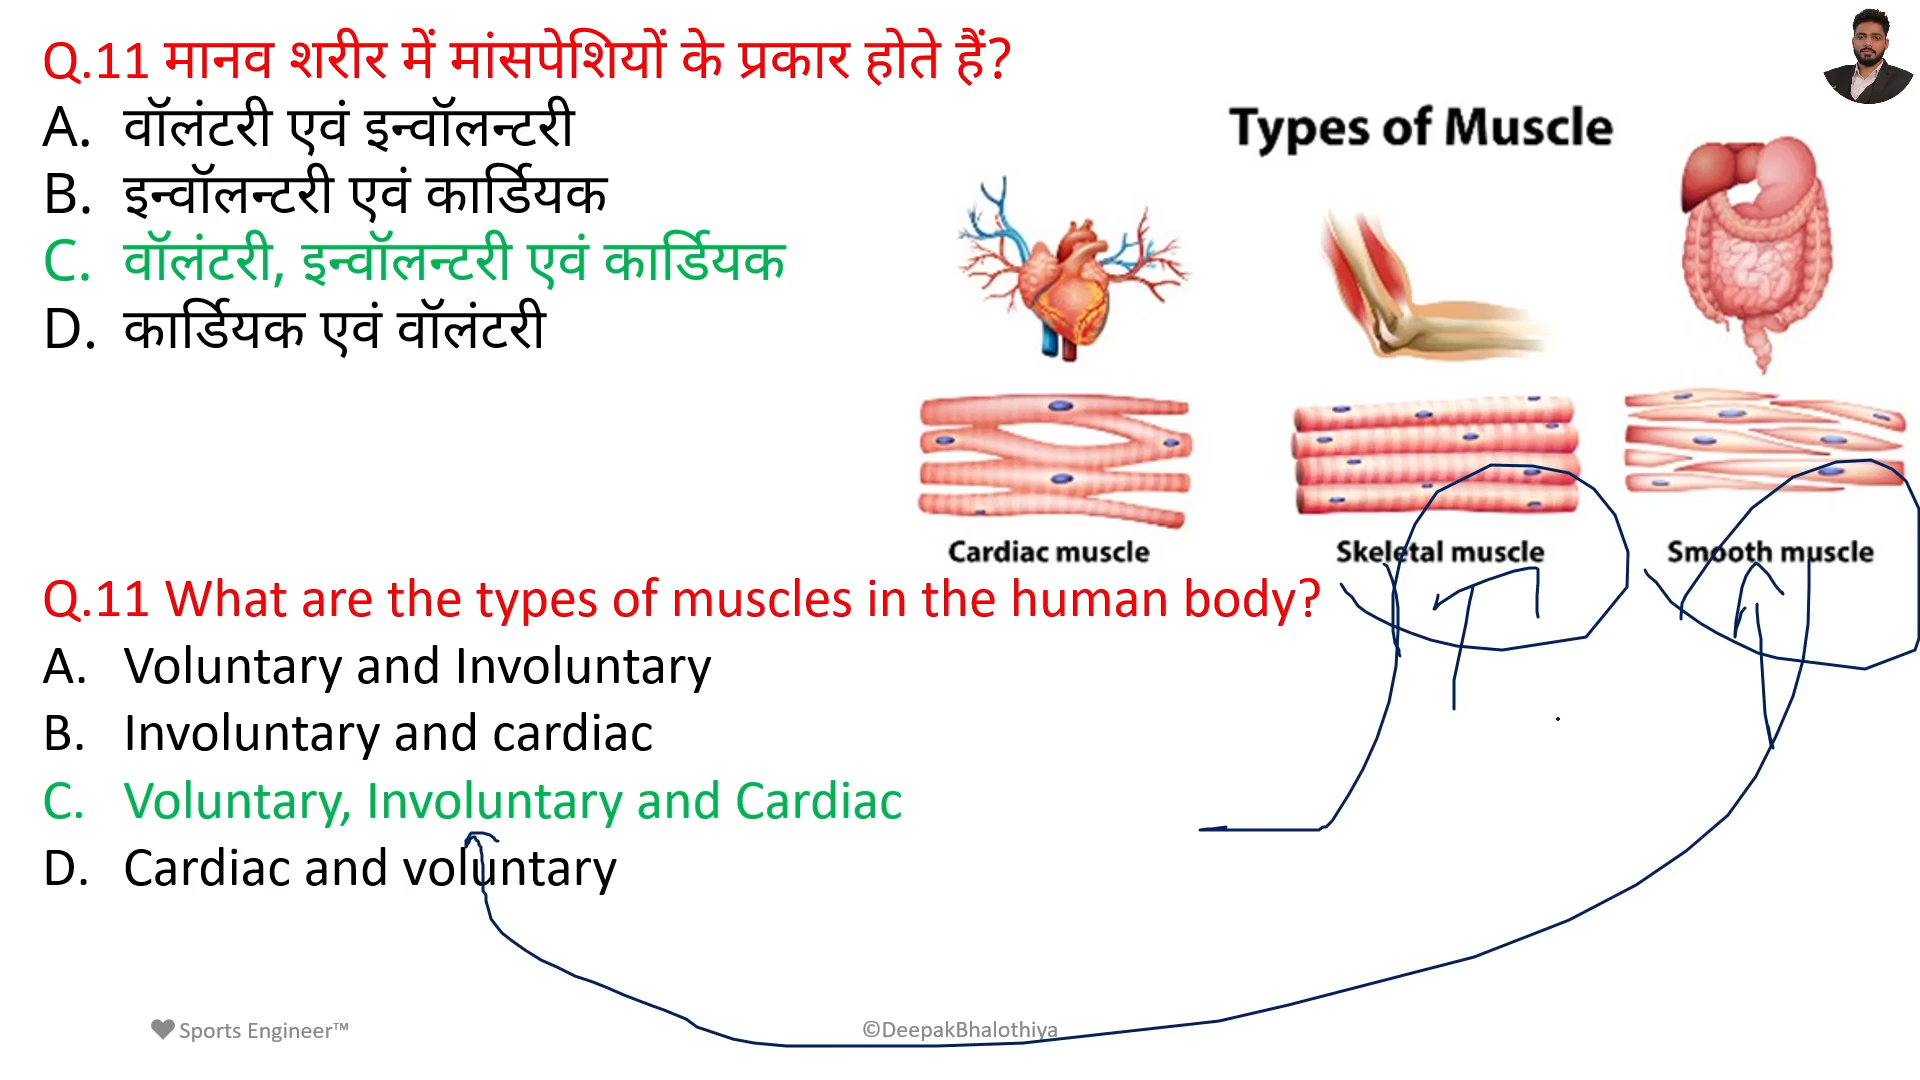 Q.11 मानव शरीर में मांसपेशियों के प्रकार होते हैं?
A. वॉलंटरी एवं इन्वॉलन्टरी
B. इन्वॉलन्टरी एवं कार्डियक
C. वॉलंटरी, इन्वॉलन्टरी एवं कार्डियक
D. कार्डियक एवं वॉलंटरी
Types of Muscle
Cardiac muscle
Skeletal muscle
Smooth muscle
Q.11 What are the types of muscles in the human body?
A. Voluntary and Involuntary
B. Involuntary and cardiac
C. Voluntary, Involuntary and Cardiac
D. Cardiac and voluntary
Sports Engineer™
©DeepakBhalothiya